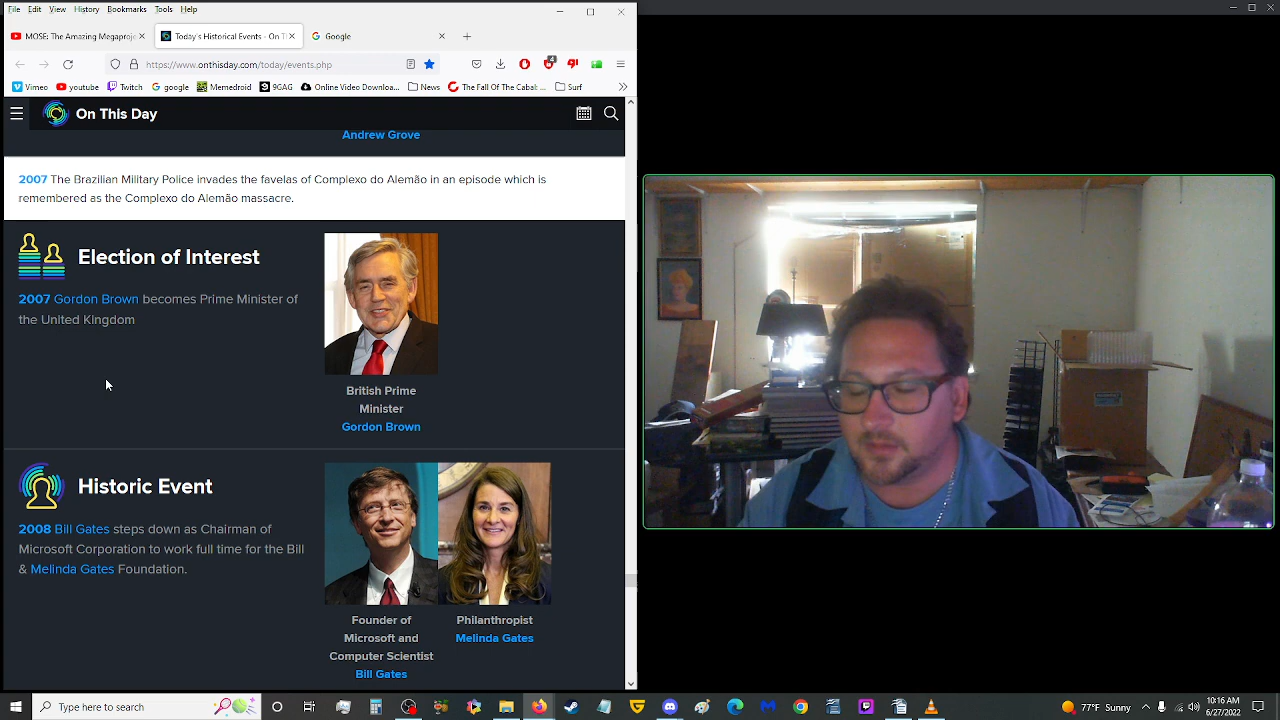 File Edit View History Bookmarks Tools Help
MOSE: The Amazing Megaproje
Today's Historical Events - On T
Google
https://www.onthisday.com/today/events.php
4
Vimeo youtube Twitch google Memedroid 9GAG Online Video Downloa... News The Fall Of The Cabal: ... Surf
On This Day
Andrew Grove
2007 The Brazilian Military Police invades the favelas of Complexo do Alemão in an episode which is
remembered as the Complexo do Alemão massacre.
Election of Interest
2007 Gordon Brown becomes Prime Minister of
the United Kingdom
British Prime
Minister
Gordon Brown
Historic Event
2008 Bill Gates steps down as Chairman of
Microsoft Corporation to work full time for the Bill
& Melinda Gates Foundation.
Founder of
Microsoft and
Computer Scientist
Bill Gates
Philanthropist
Melinda Gates
Type here to search
77°F Sunny
10:16 AM
6/27/2022